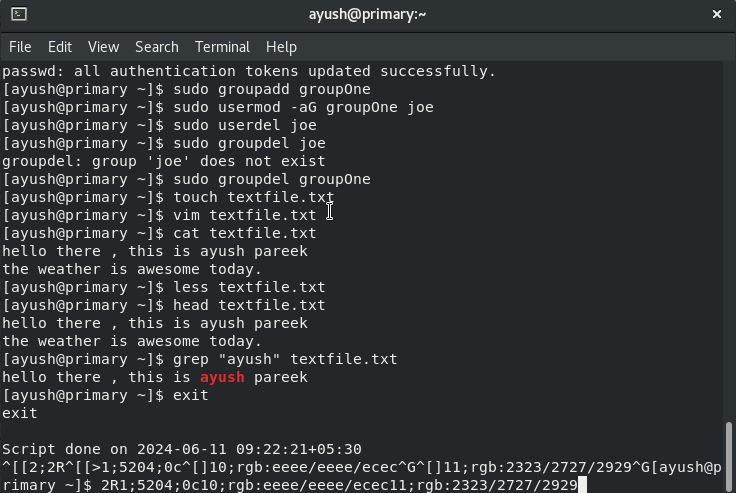 ayush@primary:~
File Edit View Search Terminal Help
passwd: all authentication tokens updated successfully.
[ayush@primary ~]$ sudo groupadd groupOne
[ayush@primary ~]$ sudo usermod -aG groupOne joe
[ayush@primary ~]$ sudo userdel joe
[ayush@primary ~]$ sudo groupdel joe
groupdel: group 'joe' does not exist
[ayush@primary ~]$ sudo groupdel groupOne
[ayush@primary ~]$ touch textfile.txt
[ayush@primary ~]$ vim textfile.txt
[ayush@primary ~]$ cat textfile.txt
hello there , this is ayush pareek
the weather is awesome today.
[ayush@primary ~]$ less textfile.txt
[ayush@primary ~]$ head textfile.txt
hello there , this is ayush pareek
the weather is awesome today.
[ayush@primary ~]$ grep "ayush" textfile.txt
hello there , this is ayush pareek
[ayush@primary ~]$ exit
exit
Script done on 2024-06-11 09:22:21+05:30
^[[2;2R^[[>1;5204;0c^[]10;rgb:eeee/eeee/ecec^G^[]11;rgb:2323/2727/2929^G[ayush@p
rimary ~]$ 2R1;5204;0c10;rgb:eeee/eeee/ecec11;rgb:2323/2727/2929